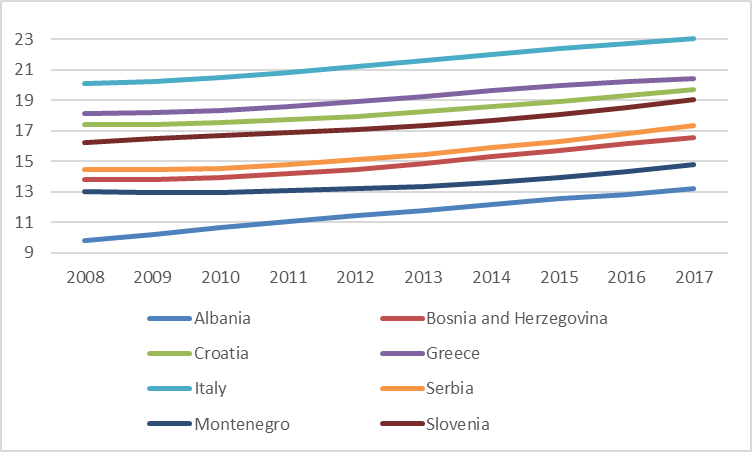 23
21
19
17
15
13
11
9
2008 2009 2010 2011 2012 2013 2014 2015 2016 2017
Albania Bosnia and Herzegovina
Croatia Greece
Italy Serbia
Montenegro Slovenia